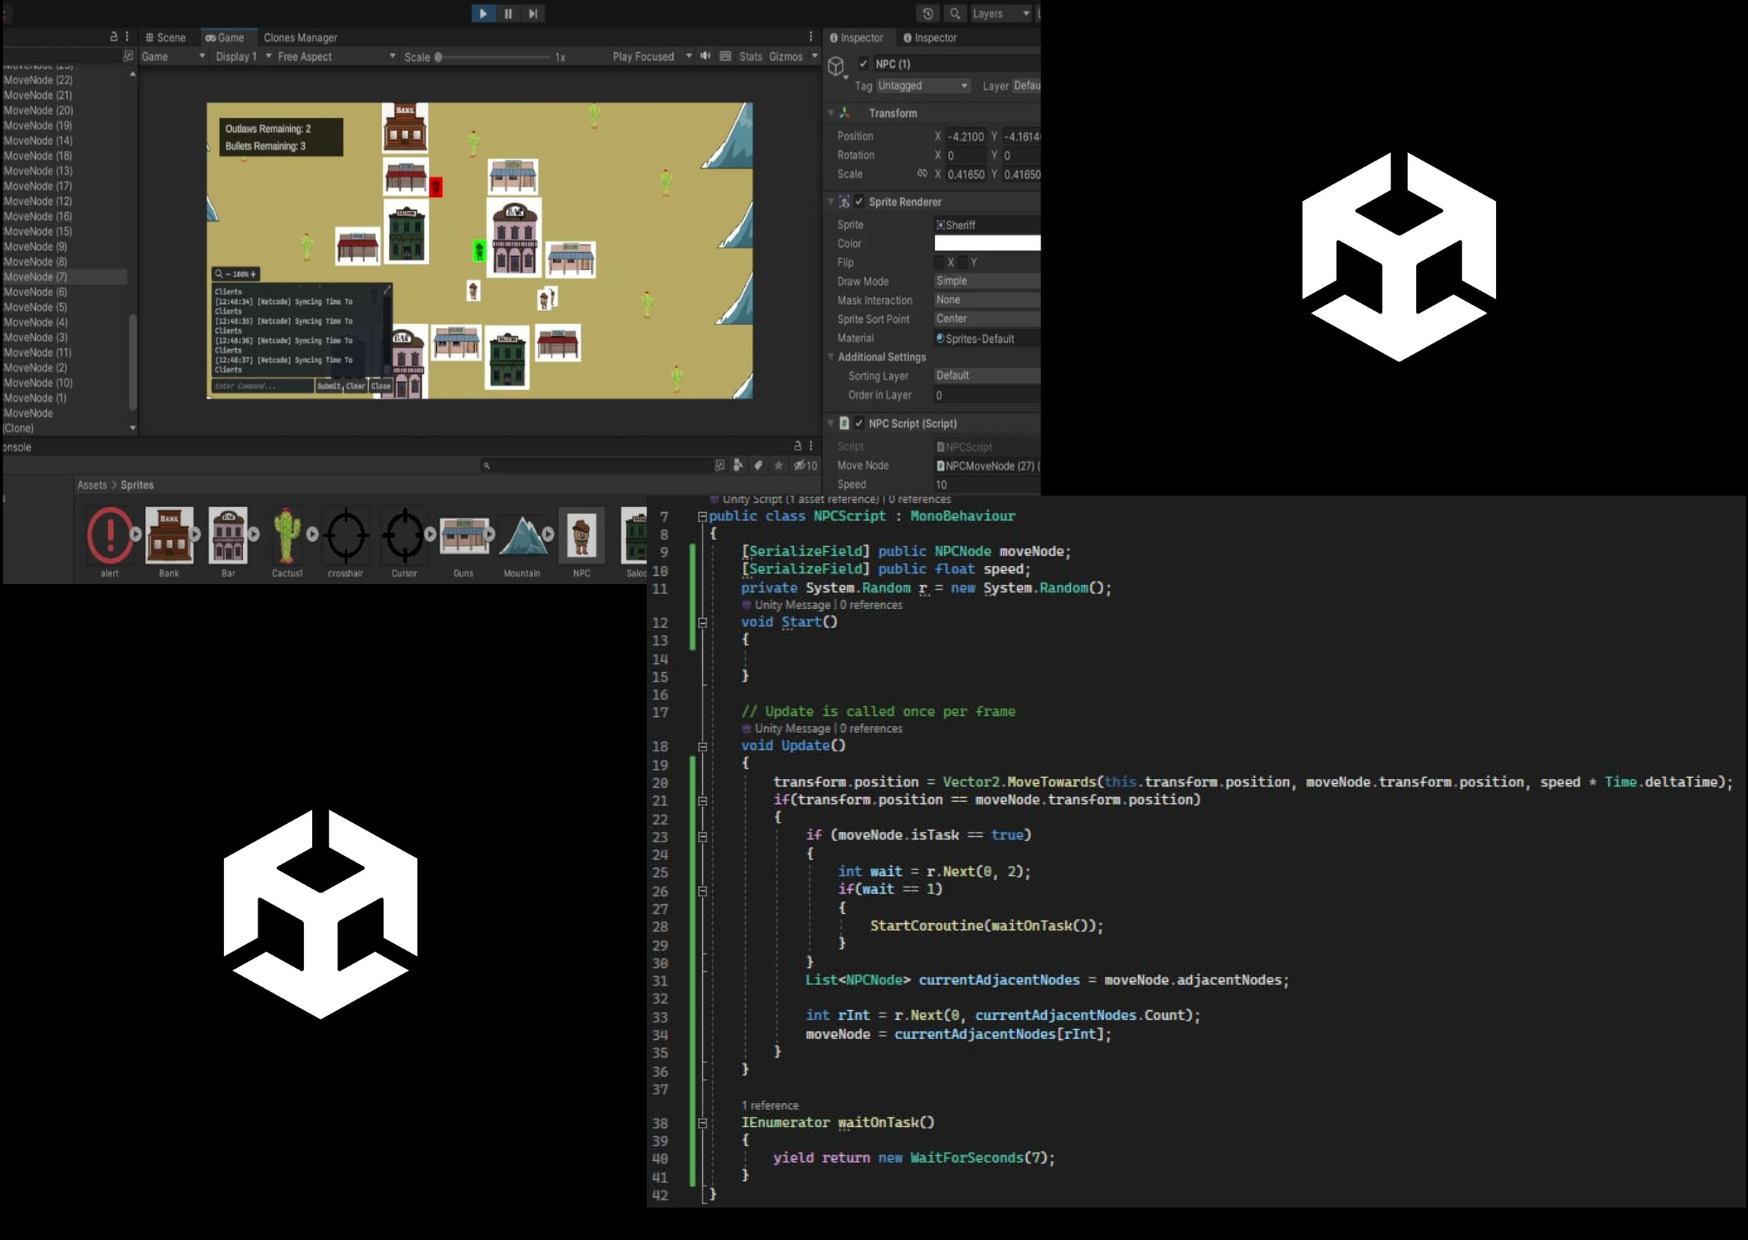 Layers
Scene
Game
Clones Manager
Inspector
Inspector
Game
Display 1
Free Aspect
Scale
1x
Play Focused
Stats
Gizmos
MoveNode (22)
MoveNode (21)
MoveNode (20)
MoveNode (19)
MoveNode (14)
MoveNode (18)
MoveNode (13)
MoveNode (17)
MoveNode (12)
MoveNode (16)
MoveNode (15)
MoveNode (9)
MoveNode (8)
MoveNode (7)
MoveNode (6)
MoveNode (5)
MoveNode (4)
MoveNode (3)
MoveNode (11)
MoveNode (2)
MoveNode (10)
MoveNode (1)
MoveNode
(Clone)
Outlaws Remaining: 2
Bullets Remaining: 3
BANK
BAR
BAR
- 100% +
Clients
[12:48:34] [Netcode] Syncing Time To
Clients
[12:48:35] [Netcode] Syncing Time To
Clients
[12:48:36] [Netcode] Syncing Time To
Clients
[12:48:37] [Netcode] Syncing Time To
Clients
Enter Command...
Submit
Clear
Close
NPC (1)
Tag Untagged Layer Defau
Transform
Position X -4.2100 Y -4.1614
Rotation X 0 Y 0
Scale X 0.41650 Y 0.41650
Sprite Renderer
Sprite Sheriff
Color
Flip X Y
Draw Mode Simple
Mask Interaction None
Sprite Sort Point Center
Material Sprites-Default
Additional Settings
Sorting Layer Default
Order in Layer 0
NPC Script (Script)
Script NPCScript
Move Node NPCMoveNode (27) (
Speed 10
onsole
10
Assets > Sprites
BANK
BAR
alert
Bank
Bar
Cactus1
crosshair
Cursor
Guns
Mountain
NPC
Saloo
Unity Script (1 asset reference) | 0 references
7 public class NPCScript : MonoBehaviour
8 {
9 [SerializeField] public NPCNode moveNode;
10 [SerializeField] public float speed;
11 private System.Random r = new System.Random();
Unity Message | 0 references
12 void Start()
13 {
14
15 }
16
17 // Update is called once per frame
Unity Message | 0 references
18 void Update()
19 {
20 transform.position = Vector2.MoveTowards(this.transform.position, moveNode.transform.position, speed * Time.deltaTime);
21 if(transform.position == moveNode.transform.position)
22 {
23 if (moveNode.isTask == true)
24 {
25 int wait = r.Next(0, 2);
26 if(wait == 1)
27 {
28 StartCoroutine(waitOnTask());
29 }
30 }
31 List<NPCNode> currentAdjacentNodes = moveNode.adjacentNodes;
32
33 int rInt = r.Next(0, currentAdjacentNodes.Count);
34 moveNode = currentAdjacentNodes[rInt];
35 }
36 }
37
1 reference
38 IEnumerator waitOnTask()
39 {
40 yield return new WaitForSeconds(7);
41 }
42 }